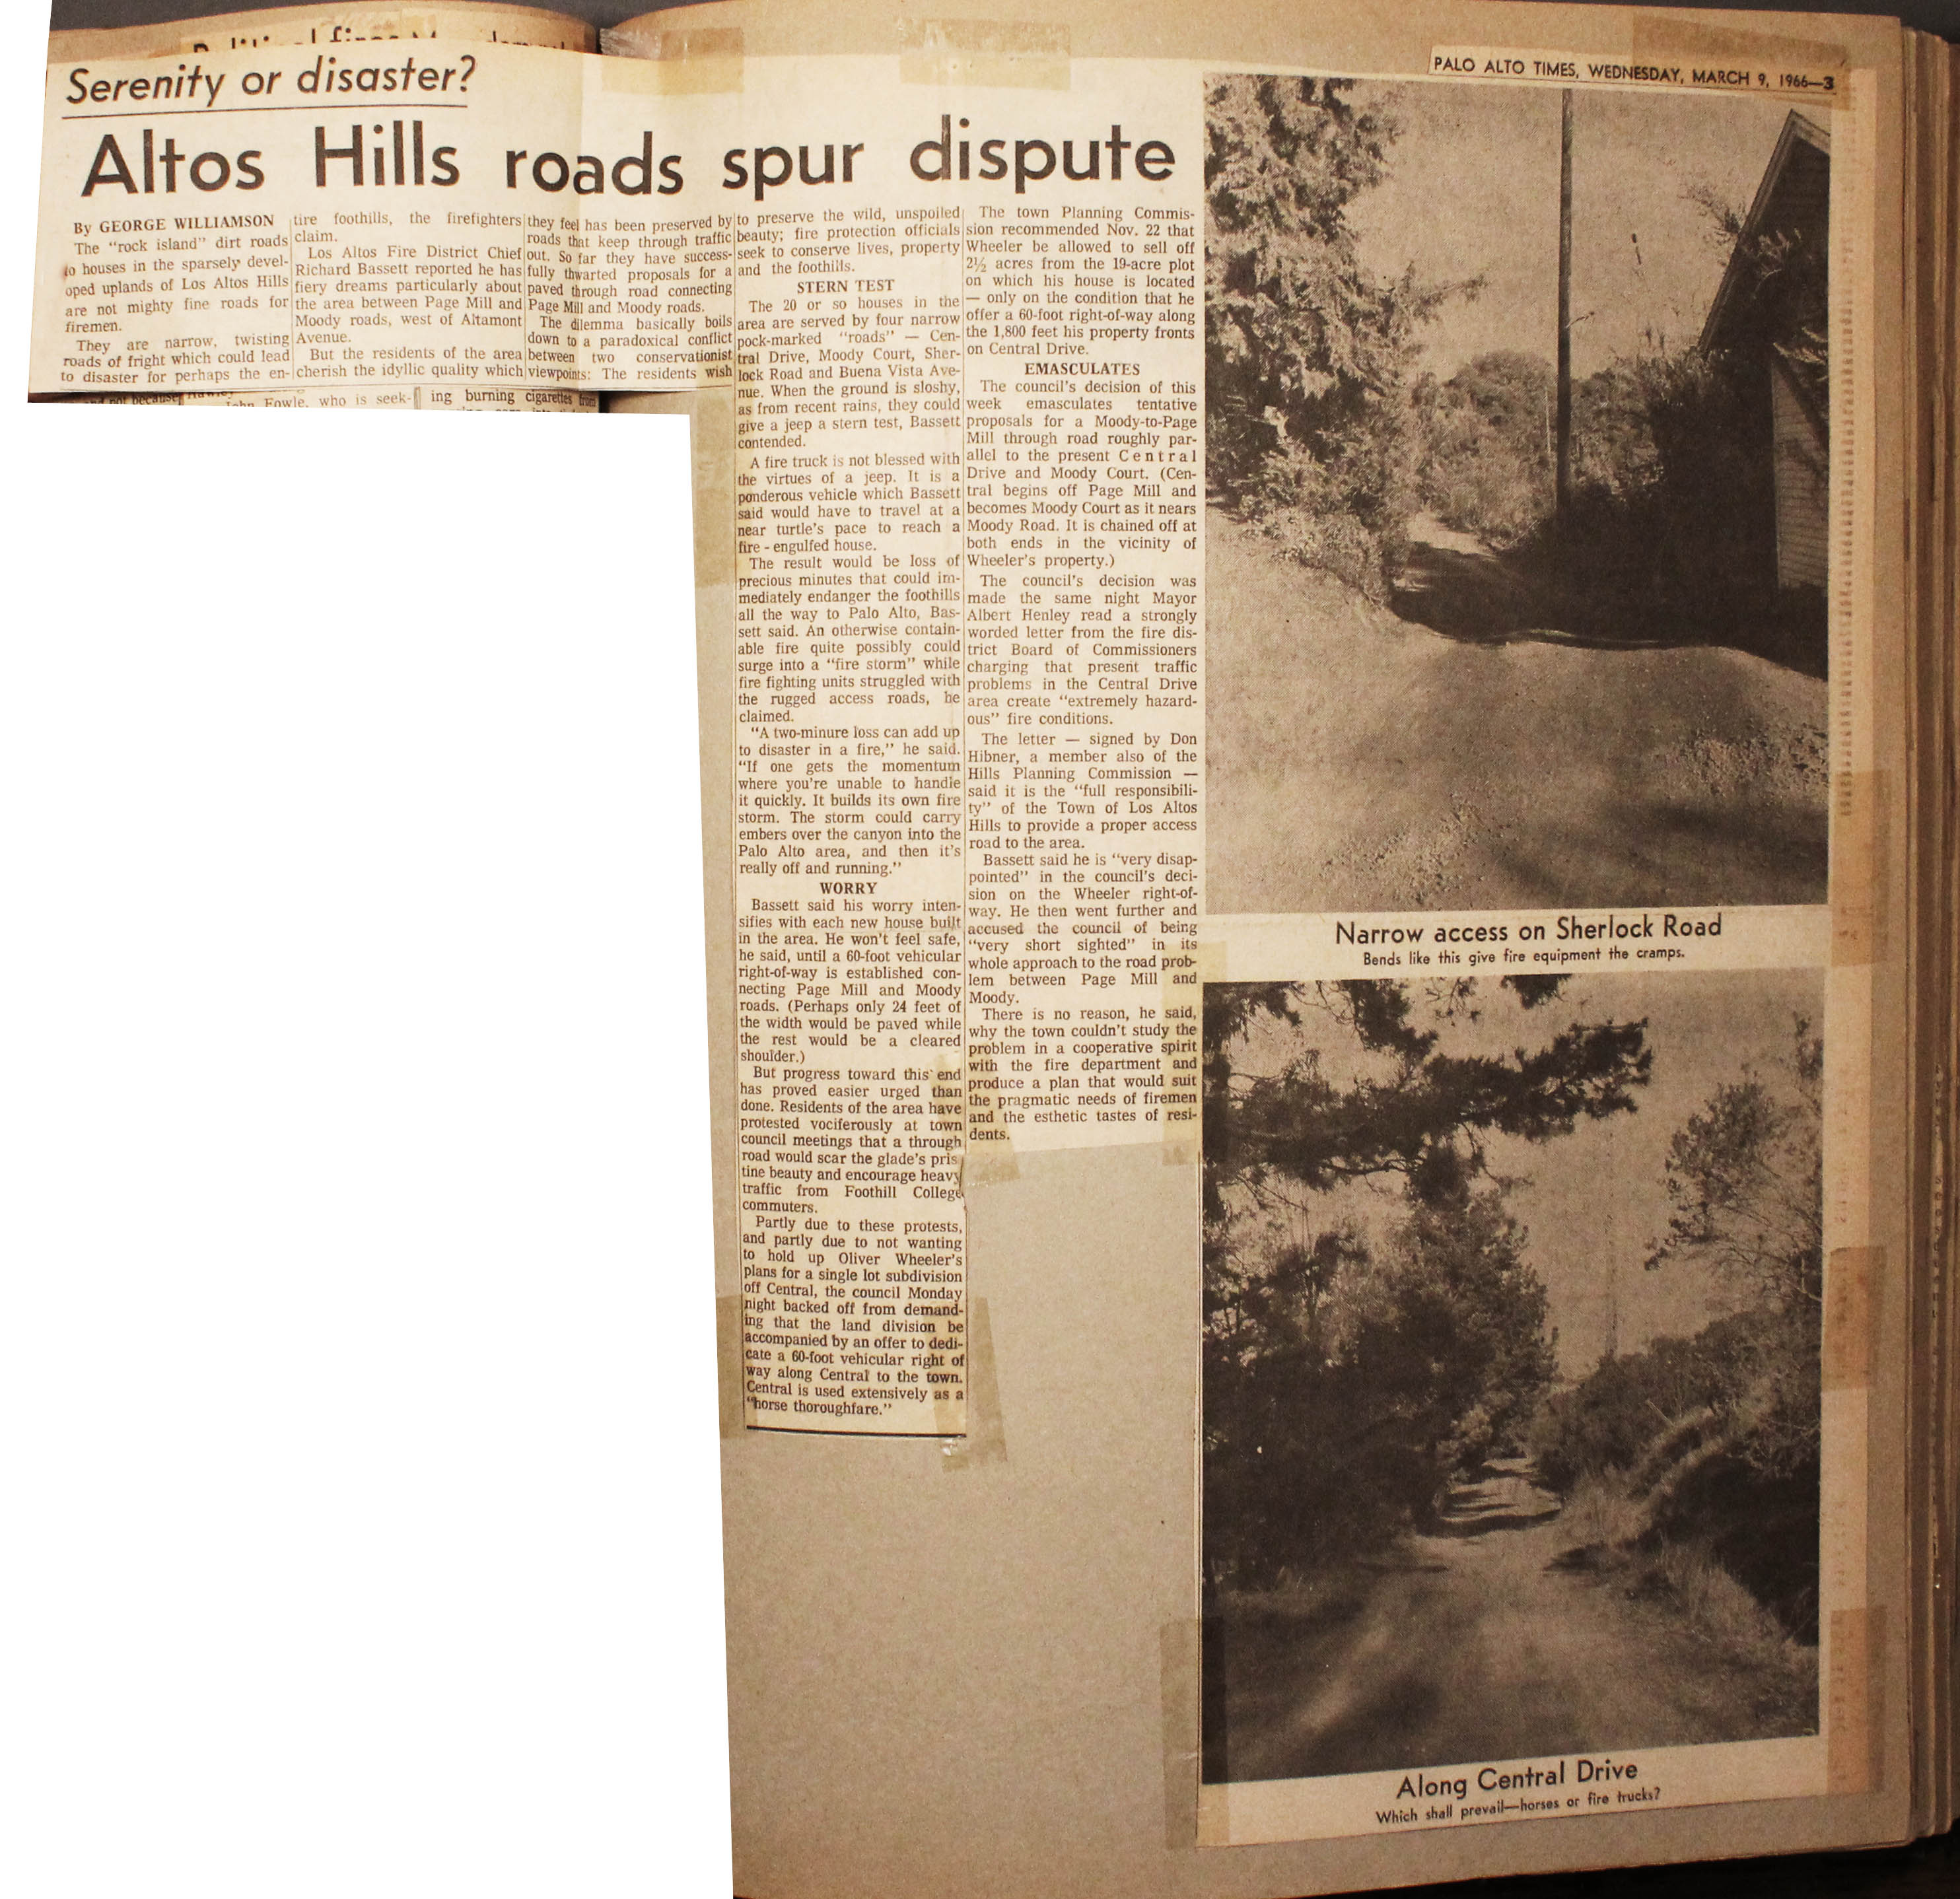 Serenity or disaster?
Altos Hills roads spur dispute
By GEORGE WILLIAMSON
The "rock island" dirt roads
to houses in the sparsely devel-
oped uplands of Los Altos Hills
are not mighty fine roads for
firemen.
They are narrow, twisting
roads of fright which could lead
to disaster for perhaps the en-
tire foothills, the firefighters
claim.
Los Altos Fire District Chief
Richard Bassett reported he has
fiery dreams particularly about
the area between Page Mill and
Moody roads, west of Altamont
Avenue.
But the residents of the area
cherish the idyllic quality which
they feel has been preserved by
roads that keep through traffic
out. So far they have success-
fully thwarted proposals for a
paved through road connecting
Page Mill and Moody roads.
The dilemma basically boils
down to a paradoxical conflict
between two conservationist
viewpoints: The residents wish
to preserve the wild, unspoiled
beauty; fire protection officials
seek to conserve lives, property
and the foothills.
STERN TEST
The 20 or so houses in the
area are served by four narrow
pock-marked "roads" — Cen-
tral Drive, Moody Court, Sher-
lock Road and Buena Vista Ave-
nue. When the ground is sloshy,
as from recent rains, they could
give a jeep a stern test, Bassett
contended.
A fire truck is not blessed with
the virtues of a jeep. It is a
ponderous vehicle which Bassett
said would have to travel at a
near turtle's pace to reach a
fire - engulfed house.
The result would be loss of
precious minutes that could im-
mediately endanger the foothills
all the way to Palo Alto, Bas-
sett said. An otherwise contain-
able fire quite possibly could
surge into a "fire storm" while
fire fighting units struggled with
the rugged access roads, he
claimed.
"A two-minure loss can add up
to disaster in a fire," he said.
"If one gets the momentum
where you're unable to handle
it quickly. It builds its own fire
storm. The storm could carry
embers over the canyon into the
Palo Alto area, and then it's
really off and running."
WORRY
Bassett said his worry inten-
sifies with each new house built
in the area. He won't feel safe,
he said, until a 60-foot vehicular
right-of-way is established con-
necting Page Mill and Moody
roads. (Perhaps only 24 feet of
the width would be paved while
the rest would be a cleared
shoulder.)
But progress toward this end
has proved easier urged than
done. Residents of the area have
protested vociferously at town
council meetings that a through
road would scar the glade's pris
tine beauty and encourage heavy
traffic from Foothill College
commuters.
Partly due to these protests,
and partly due to not wanting
to hold up Oliver Wheeler's
plans for a single lot subdivision
off Central, the council Monday
night backed off from demand-
ing that the land division be
accompanied by an offer to dedi-
cate a 60-foot vehicular right of
way along Central to the town.
Central is used extensively as a
"horse thoroughfare."
The town Planning Commis-
sion recommended Nov. 22 that
Wheeler be allowed to sell off
2½ acres from the 19-acre plot
on which his house is located
— only on the condition that he
offer a 60-foot right-of-way along
the 1,800 feet his property fronts
on Central Drive.
EMASCULATES
The council's decision of this
week emasculates tentative
proposals for a Moody-to-Page
Mill through road roughly par-
allel to the present Central
Drive and Moody Court. (Cen-
tral begins off Page Mill and
becomes Moody Court as it nears
Moody Road. It is chained off at
both ends in the vicinity of
Wheeler's property.)
The council's decision was
made the same night Mayor
Albert Henley read a strongly
worded letter from the fire dis-
trict Board of Commissioners
charging that present traffic
problems in the Central Drive
area create "extremely hazard-
ous" fire conditions.
The letter — signed by Don
Hibner, a member also of the
Hills Planning Commission —
said it is the "full responsibili-
ty" of the Town of Los Altos
Hills to provide a proper access
road to the area.
Bassett said he is "very disap-
pointed" in the council's deci-
sion on the Wheeler right-of-
way. He then went further and
accused the council of being
"very short sighted" in its
whole approach to the road prob-
lem between Page Mill and
Moody.
There is no reason, he said,
why the town couldn't study the
problem in a cooperative spirit
with the fire department and
produce a plan that would suit
the pragmatic needs of firemen
and the esthetic tastes of resi-
dents.
and not because
Fowle, who is seek-
ing burning cigarettes from
PALO ALTO TIMES, WEDNESDAY, MARCH 9, 1966—3
Narrow access on Sherlock Road
Bends like this give fire equipment the cramps.
Along Central Drive
Which shall prevail—horses or fire trucks?